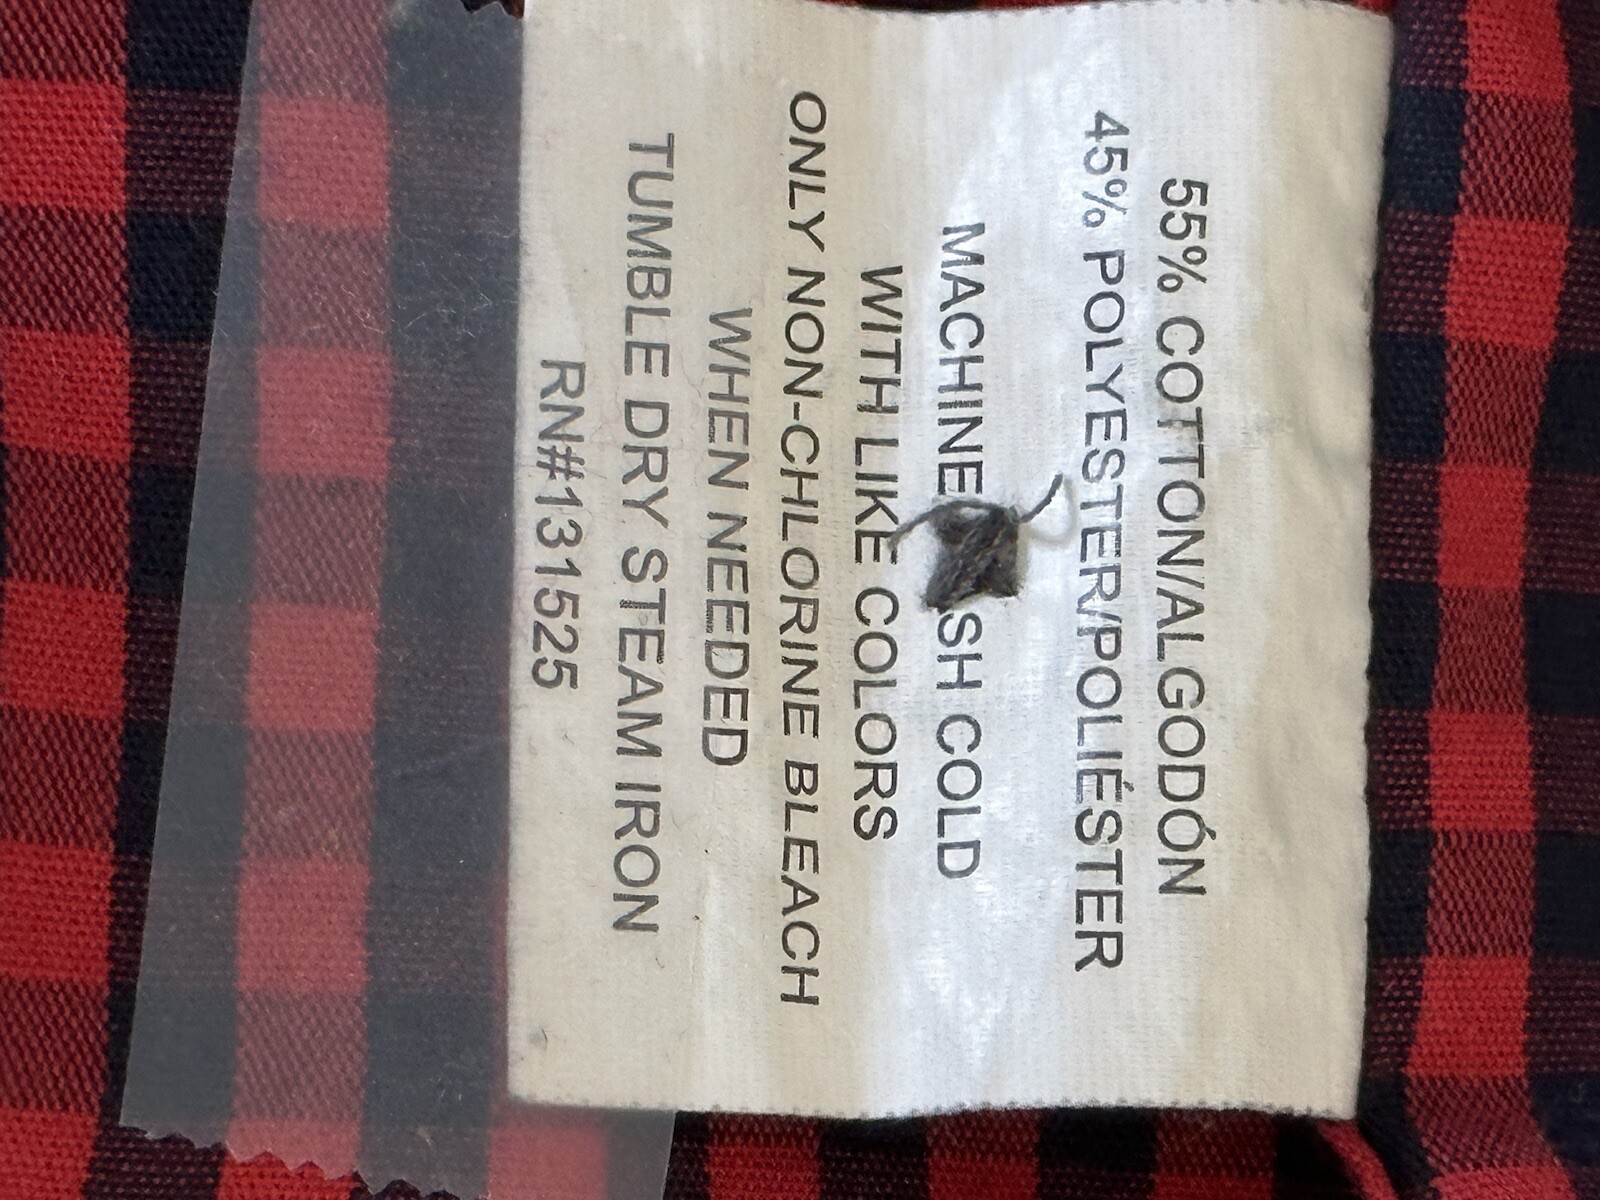 55% COTTON/ALGODÓN
45% POLYESTER/POLIÉSTER
MACHINE SH COLD
WITH LIKE COLORS
ONLY NON-CHLORINE BLEACH
WHEN NEEDED
TUMBLE DRY STEAM IRON
RN#131525